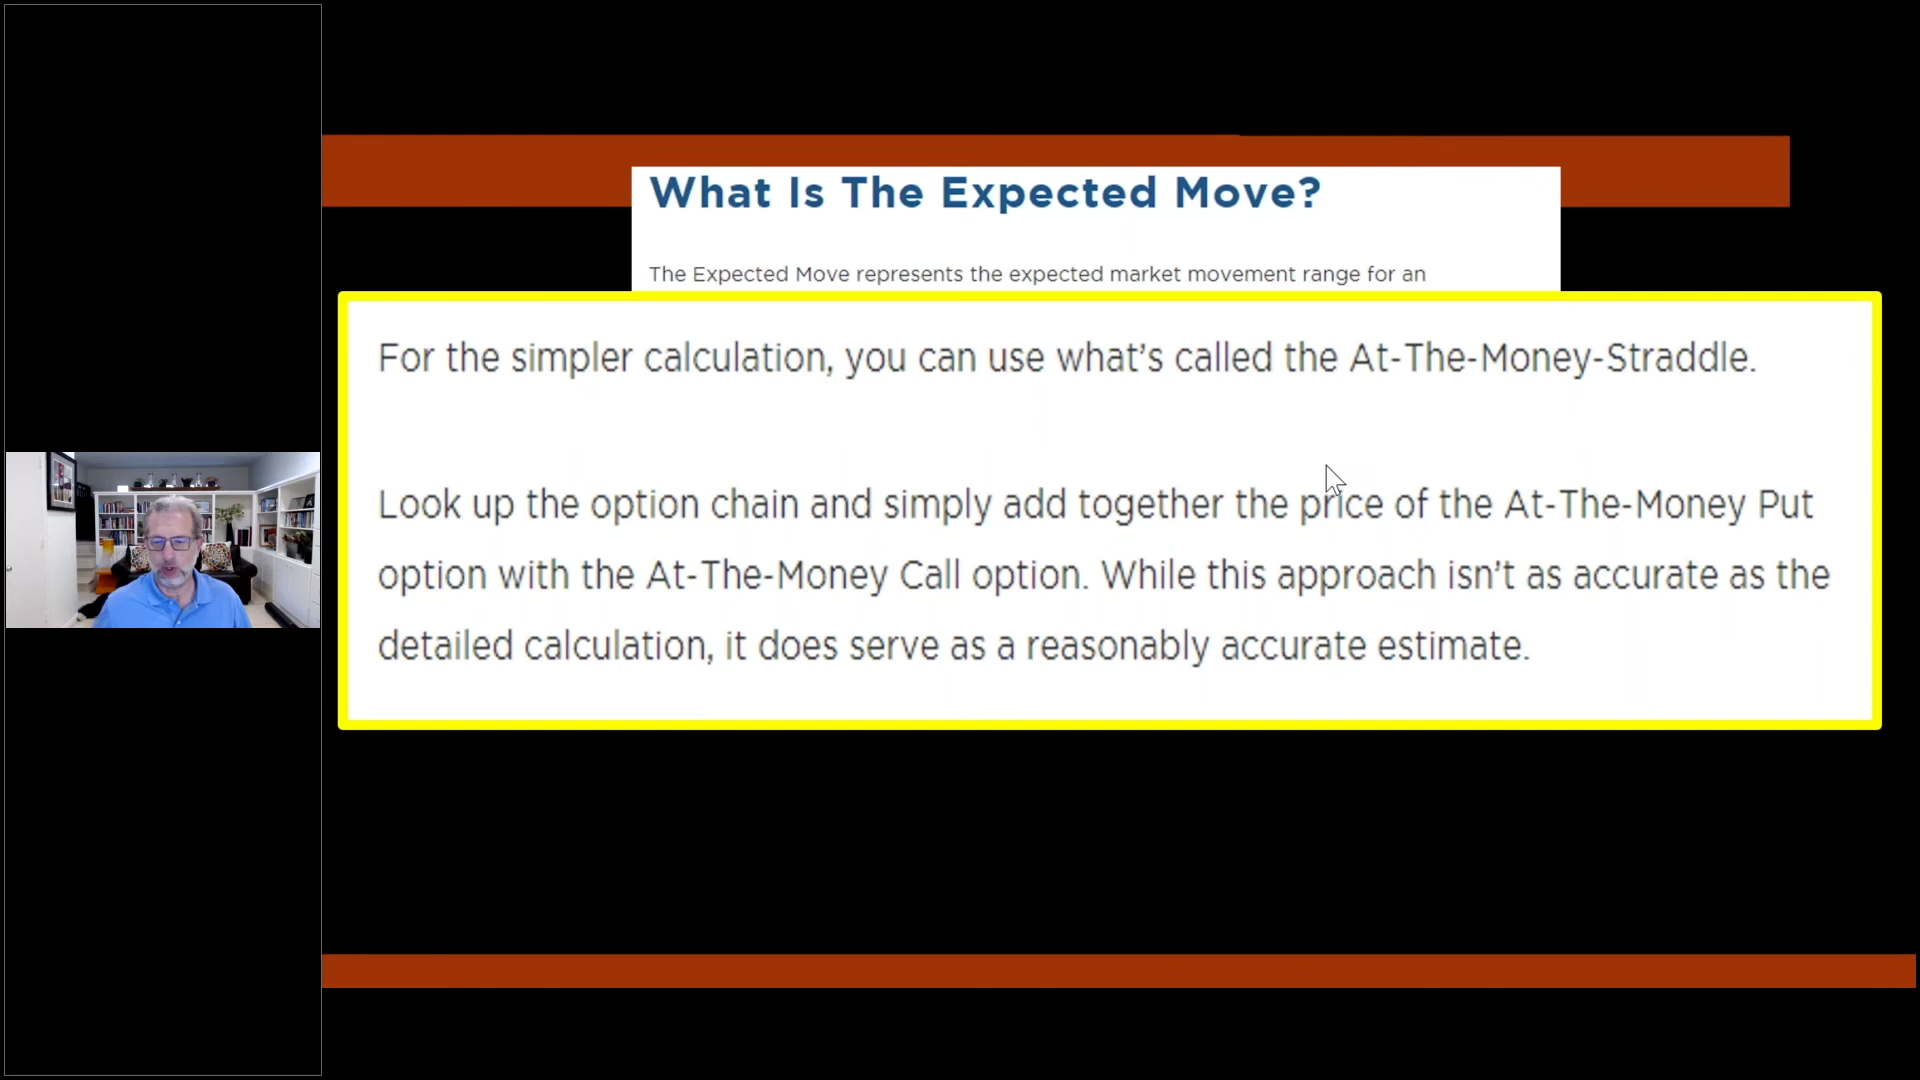 What Is The Expected Move?
The Expected Move represents the expected market movement range for an
For the simpler calculation, you can use what’s called the At-The-Money-Straddle.
Look up the option chain and simply add together the price of the At-The-Money Put
option with the At-The-Money Call option. While this approach isn’t as accurate as the
detailed calculation, it does serve as a reasonably accurate estimate.